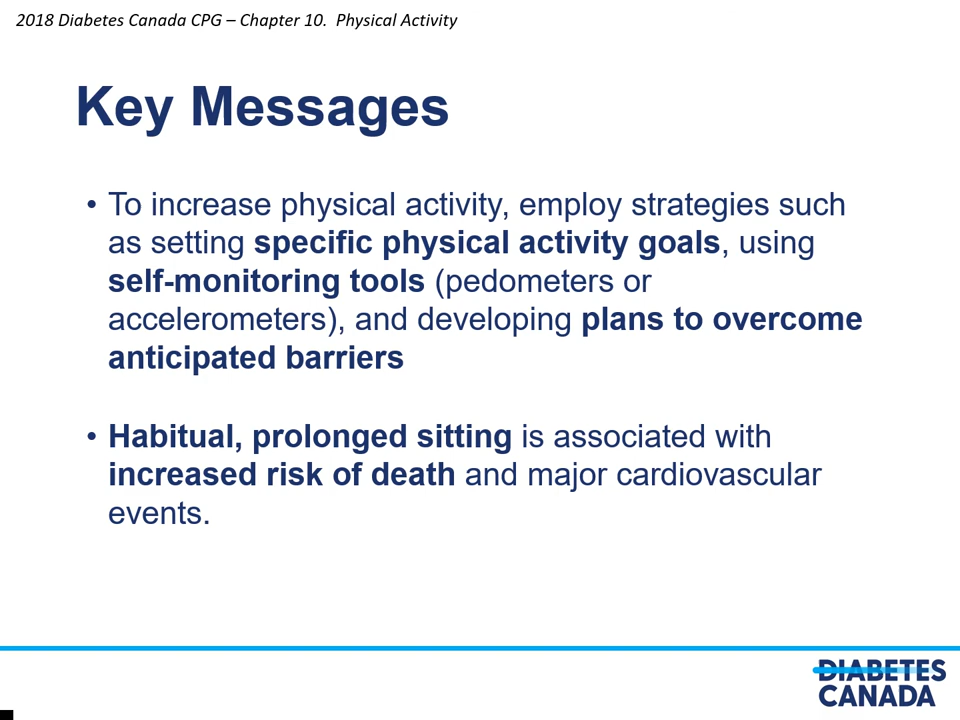 2018 Diabetes Canada CPG – Chapter 10. Physical Activity
Key Messages
• To increase physical activity, employ strategies such
as setting specific physical activity goals, using
self-monitoring tools (pedometers or
accelerometers), and developing plans to overcome
anticipated barriers
• Habitual, prolonged sitting is associated with
increased risk of death and major cardiovascular
events.
DIABETES
CANADA